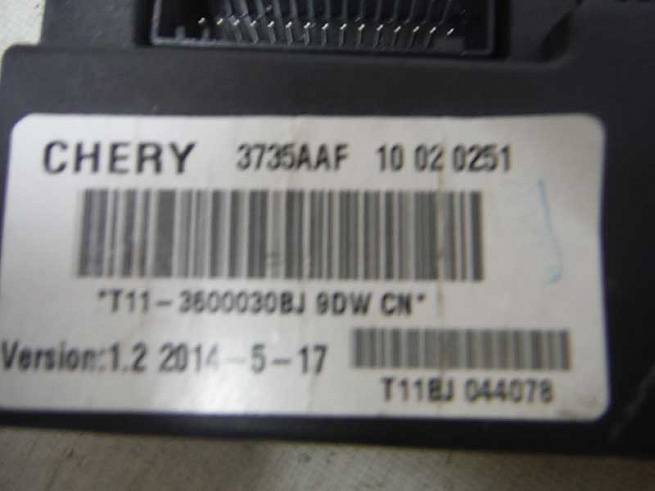 CHERY 3735AAF 10 02 0251
*T11-3600030BJ 9DW CN*
Version:1.2 2014-5-17
T11BJ 044078